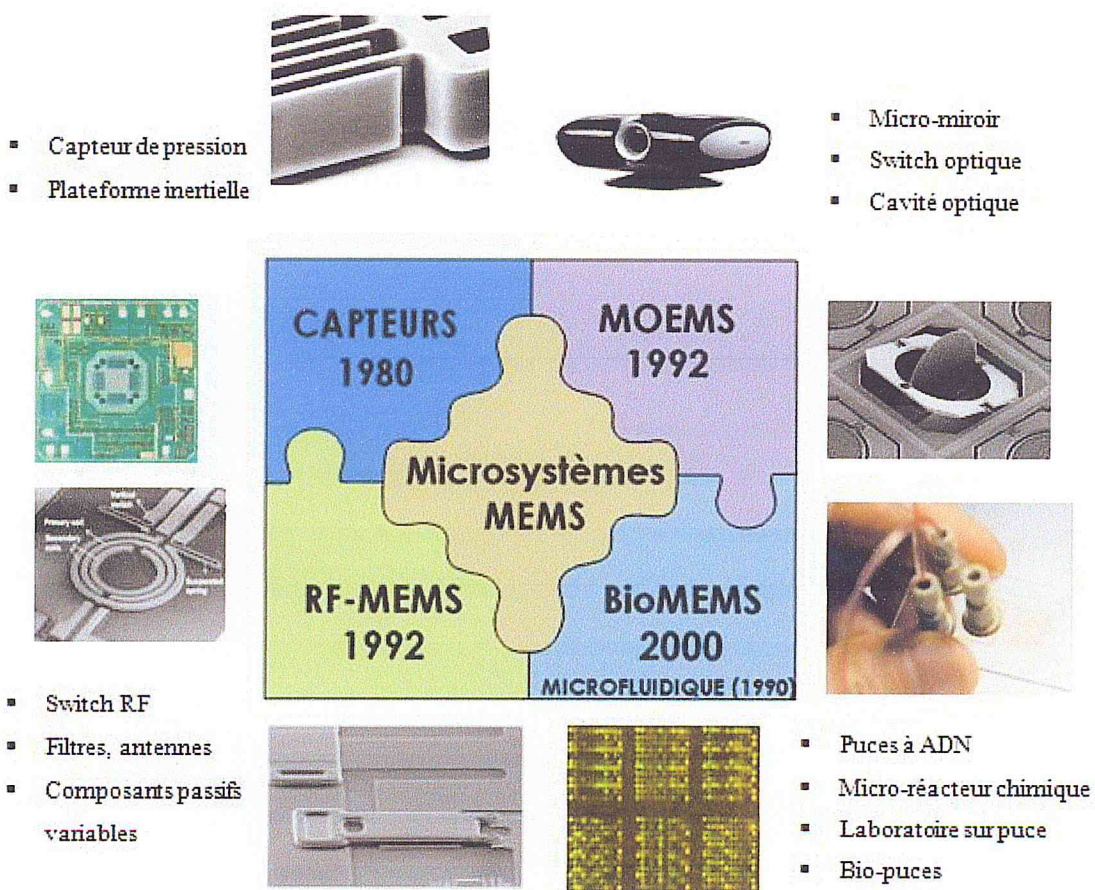 ▪ Capteur de pression
▪ Plateforme inertielle
▪ Micro-miroir
▪ Switch optique
▪ Cavité optique
CAPTEURS
1980
MOEMS
1992
Microsystèmes
MEMS
RF-MEMS
1992
BioMEMS
2000
MICROFLUIDIQUE (1990)
Primary coil
▪ Switch RF
▪ Filtres, antennes
▪ Composants passifs
variables
▪ Puces à ADN
▪ Micro-réacteur chimique
▪ Laboratoire sur puce
▪ Bio-puces